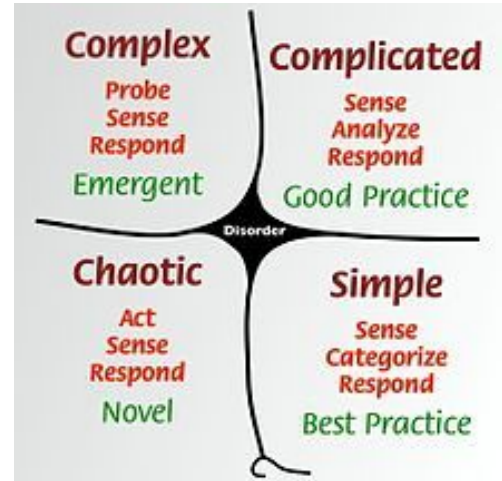 Complex
Probe
Sense
Respond
Emergent
Complicated
Sense
Analyze
Respond
Good Practice
Disorder
Chaotic
Act
Sense
Respond
Novel
Simple
Sense
Categorize
Respond
Best Practice